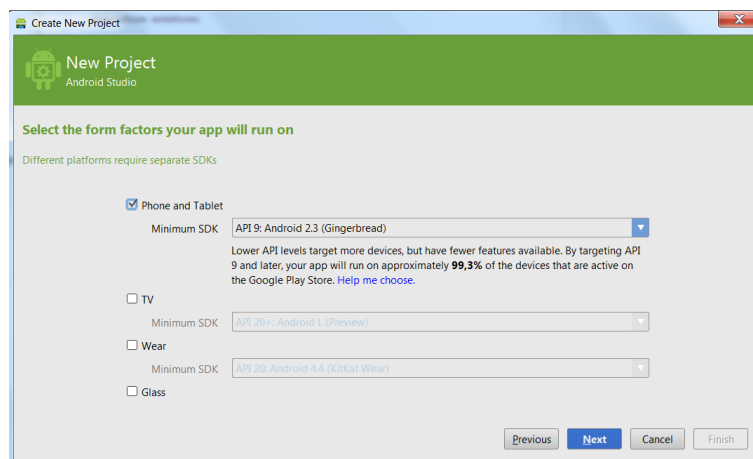 Create New Project
New Project
Android Studio
Select the form factors your app will run on
Different platforms require separate SDKs
Phone and Tablet
Minimum SDK API 9: Android 2.3 (Gingerbread)
Lower API levels target more devices, but have fewer features available. By targeting API
9 and later, your app will run on approximately 99,3% of the devices that are active on
the Google Play Store. Help me choose.
TV
Minimum SDK API 20+: Android L (Preview)
Wear
Minimum SDK API 20: Android 4.4 (KitKat Wear)
Glass
Previous Next Cancel Finish